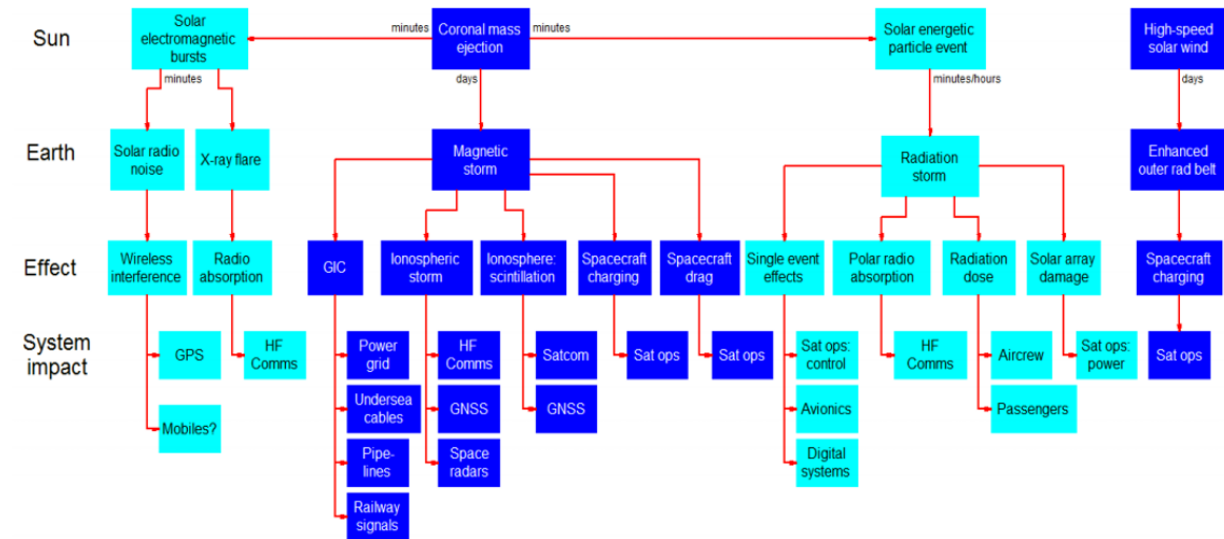 Sun
Solar
electromagnetic
bursts
minutes
Coronal mass
ejection
minutes
Solar energetic
particle event
High-speed
solar wind
minutes
days
minutes/hours
days
Earth
Solar radio
noise
X-ray flare
Magnetic
storm
Radiation
storm
Enhanced
outer rad belt
Effect
Wireless
interference
Radio
absorption
GIC
Ionospheric
storm
Ionosphere:
scintillation
Spacecraft
charging
Spacecraft
drag
Single event
effects
Polar radio
absorption
Radiation
dose
Solar array
damage
Spacecraft
charging
System
impact
GPS
HF
Comms
Power
grid
HF
Comms
Satcom
Sat ops
Sat ops
Sat ops:
control
HF
Comms
Aircrew
Sat ops:
power
Sat ops
Mobiles?
Undersea
cables
GNSS
GNSS
Avionics
Passengers
Pipe-
lines
Space
radars
Digital
systems
Railway
signals